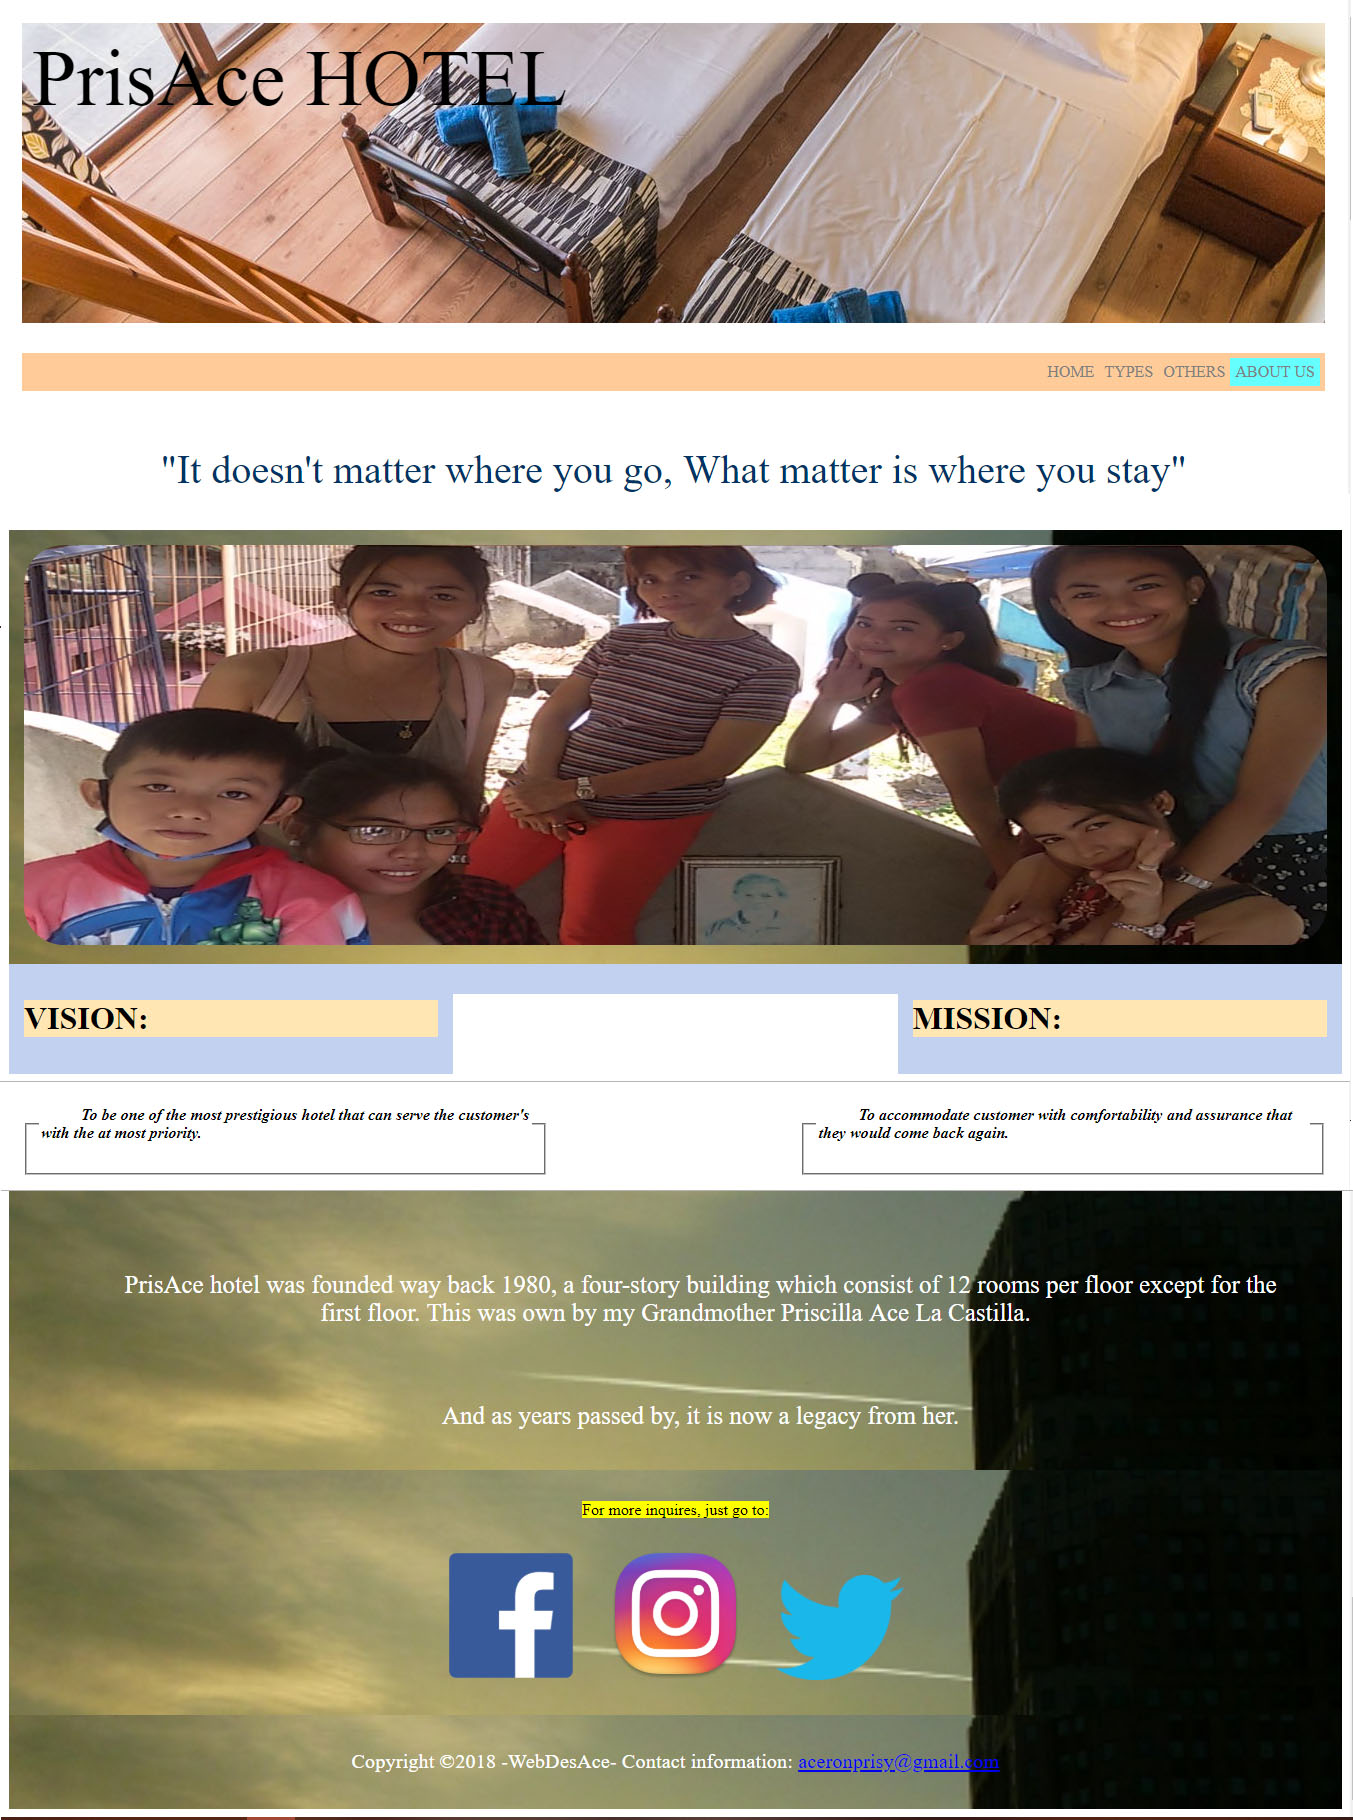 PrisAce HOTEL
HOME TYPES OTHERS ABOUT US
"It doesn't matter where you go, What matter is where you stay"
VISION:
MISSION:
To be one of the most prestigious hotel that can serve the customer's
with the at most priority.
To accommodate customer with comfortability and assurance that
they would come back again.
PrisAce hotel was founded way back 1980, a four-story building which consist of 12 rooms per floor except for the
first floor. This was own by my Grandmother Priscilla Ace La Castilla.
And as years passed by, it is now a legacy from her.
For more inquires, just go to:
Copyright ©2018 -WebDesAce- Contact information: aceronprisy@gmail.com